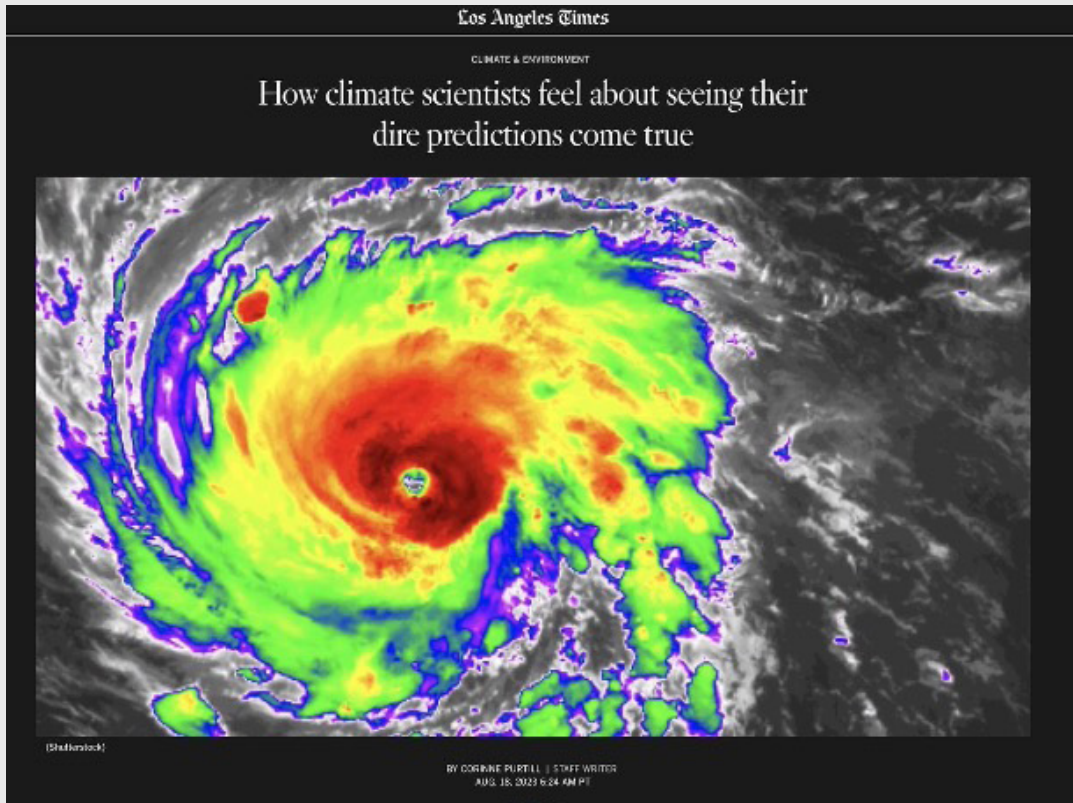 Los Angeles Times
CLIMATE & ENVIRONMENT
How climate scientists feel about seeing their
dire predictions come true
(Shutterstock)
BY CORINNE PURTILL | STAFF WRITER
AUG. 18, 2023 6:24 AM PT